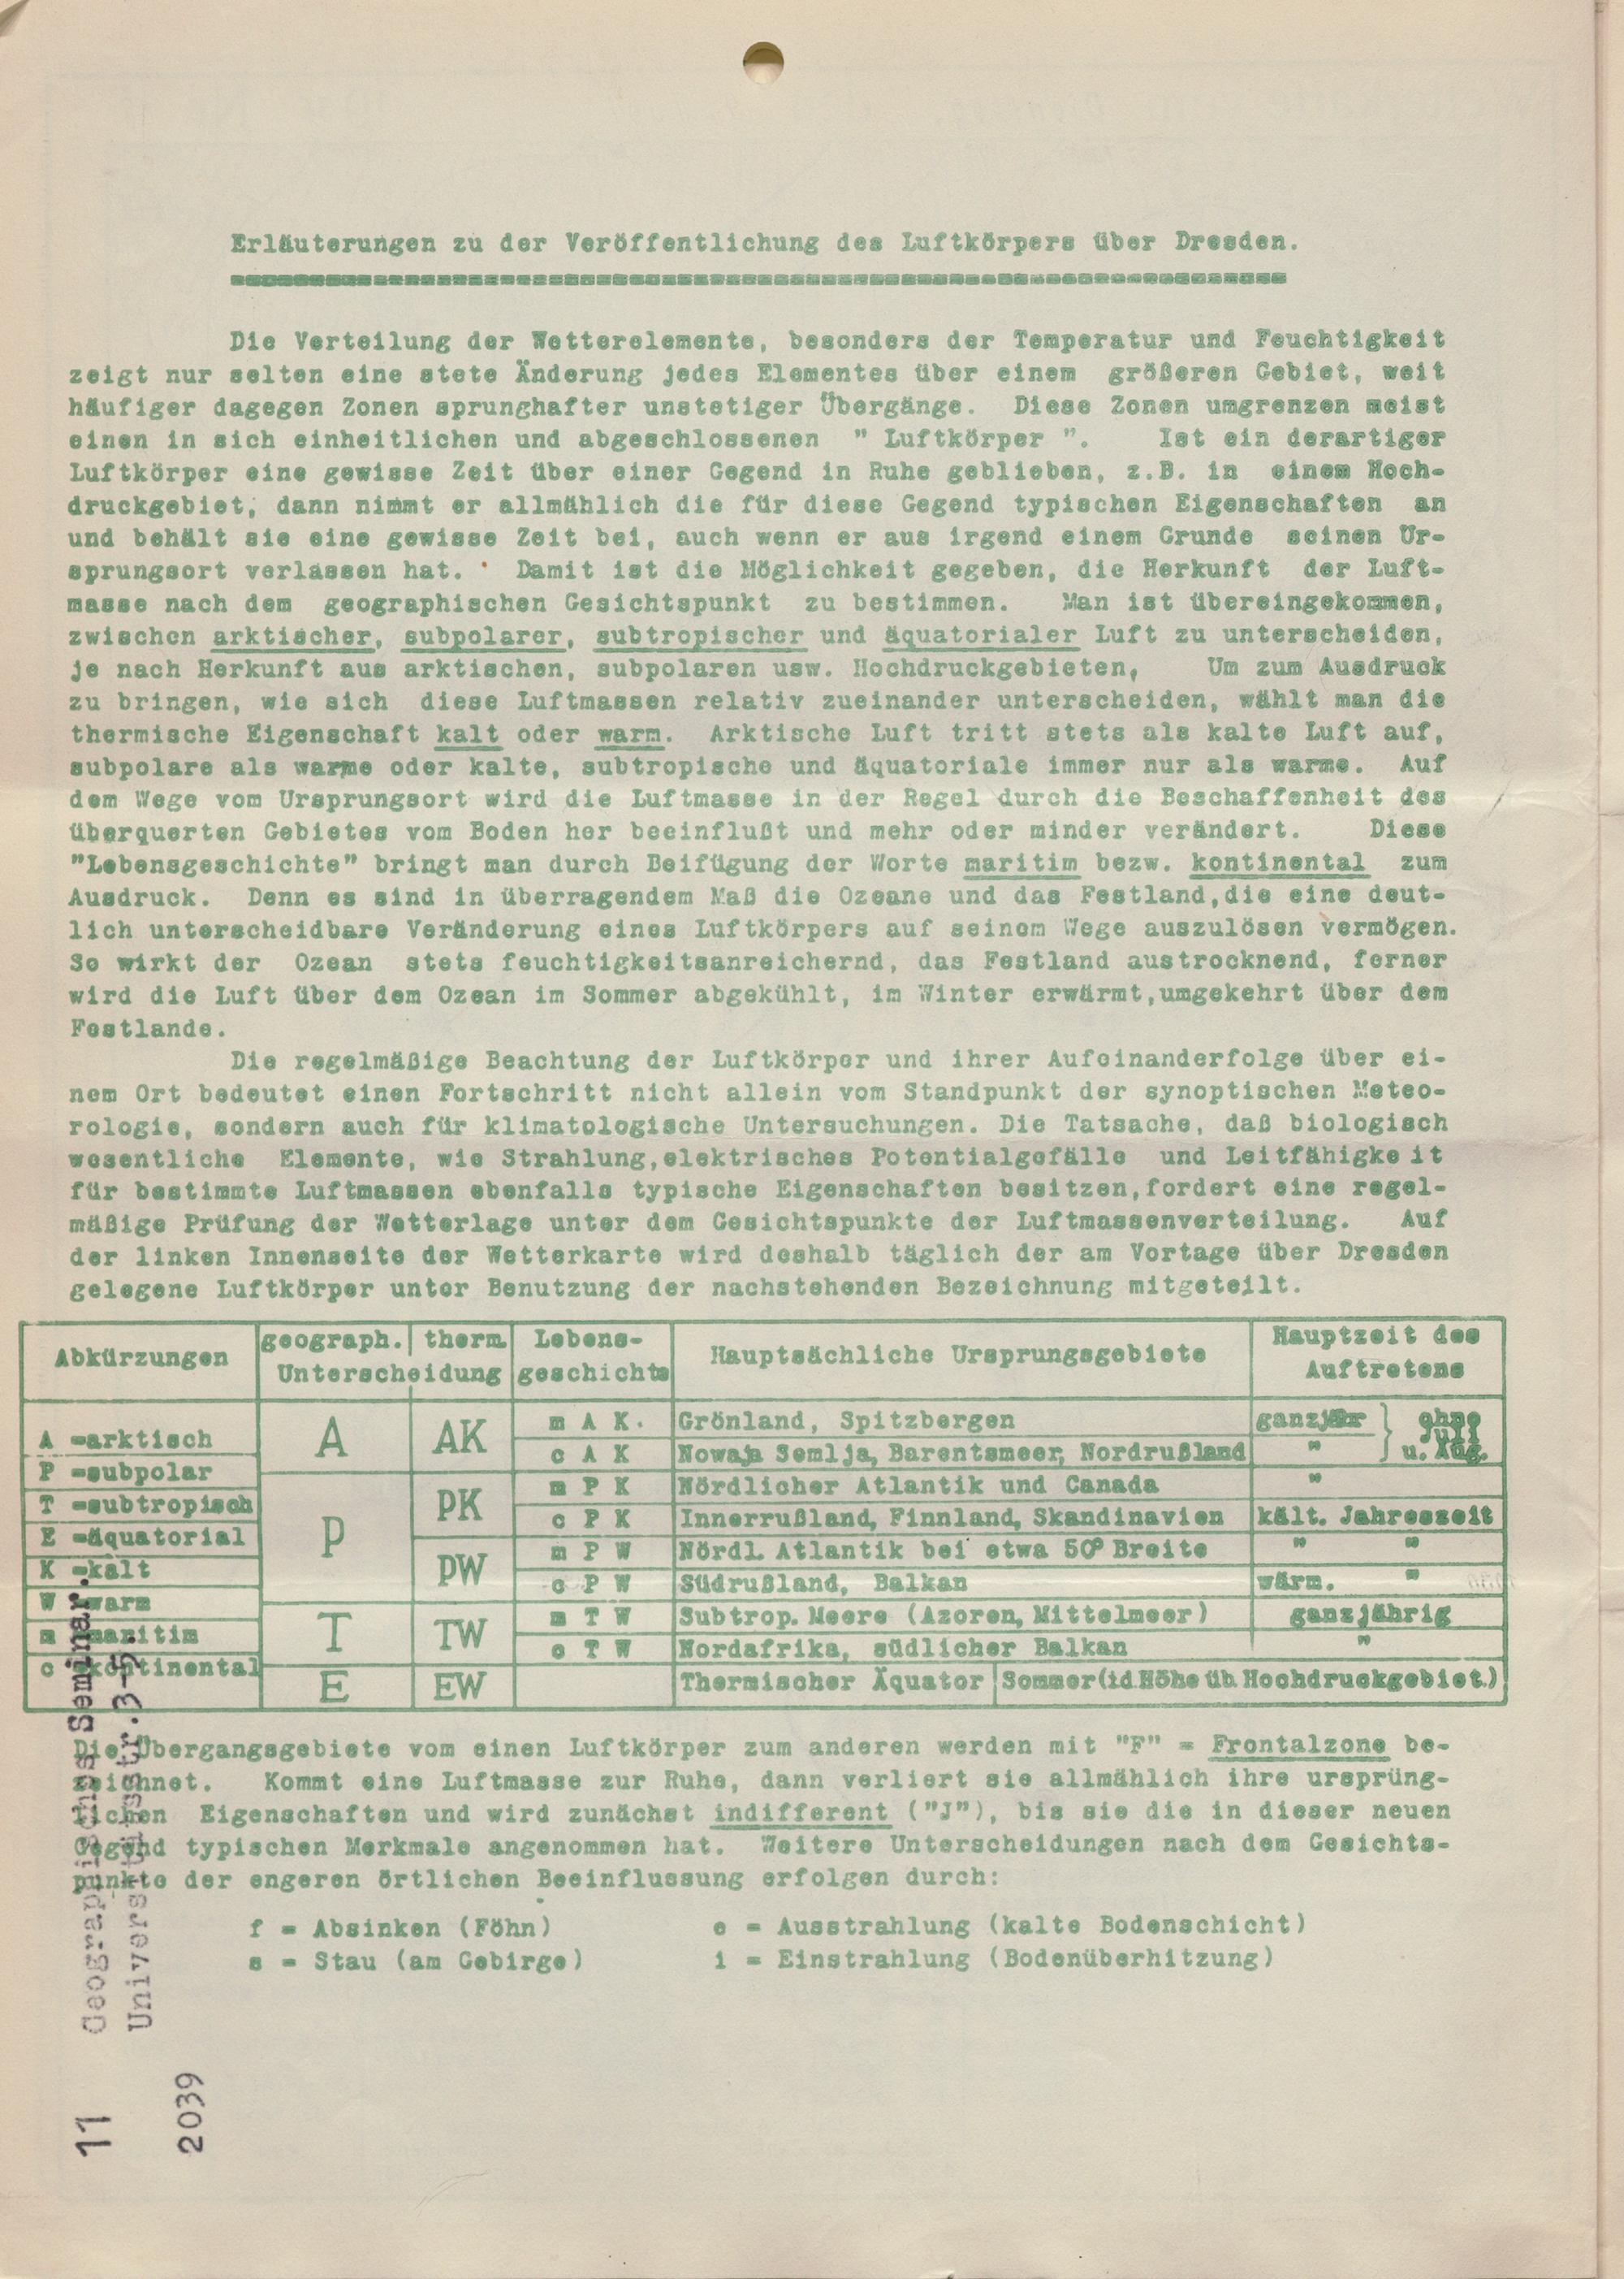 Erläuterungen zu der Veröffentlichung des Luftkörpers über Dresden.
Die Verteilung der Wetterelemente, besonders der Temperatur und Feuchtigkeit
zeigt nur selten eine stete Änderung jedes Elementes über einem größeren Gebiet, weit
häufiger dagegen Zonen sprunghafter unstetiger Übergänge. Diese Zonen umgrenzen meist
einen in sich einheitlichen und abgeschlossenen " Luftkörper ". Ist ein derartiger
Luftkörper eine gewisse Zeit über einer Gegend in Ruhe geblieben, z.B. in einem Hoch-
druckgebiet, dann nimmt er allmählich die für diese Gegend typischen Eigenschaften an
und behält sie eine gewisse Zeit bei, auch wenn er aus irgend einem Grunde seinen Ur-
sprungsort verlassen hat. Damit ist die Möglichkeit gegeben, die Herkunft der Luft-
masse nach dem geographischen Gesichtspunkt zu bestimmen. Man ist übereingekommen,
zwischen arktischer, subpolarer, subtropischer und äquatorialer Luft zu unterscheiden,
je nach Herkunft aus arktischen, subpolaren usw. Hochdruckgebieten, Um zum Ausdruck
zu bringen, wie sich diese Luftmassen relativ zueinander unterscheiden, wählt man die
thermische Eigenschaft kalt oder warm. Arktische Luft tritt stets als kalte Luft auf,
subpolare als warme oder kalte, subtropische und äquatoriale immer nur als warme. Auf
dem Wege vom Ursprungsort wird die Luftmasse in der Regel durch die Beschaffenheit des
überquerten Gebietes vom Boden her beeinflußt und mehr oder minder verändert. Diese
"Lebensgeschichte" bringt man durch Beifügung der Worte maritim bezw. kontinental zum
Ausdruck. Denn es sind in überragendem Maß die Ozeane und das Festland,die eine deut-
lich unterscheidbare Veränderung eines Luftkörpers auf seinem Wege auszulösen vermögen.
So wirkt der Ozean stets feuchtigkeitsanreichernd, das Festland austrocknend, ferner
wird die Luft über dem Ozean im Sommer abgekühlt, im Winter erwärmt,umgekehrt über dem
Festlande.
Die regelmäßige Beachtung der Luftkörper und ihrer Aufeinanderfolge über ei-
nem Ort bedeutet einen Fortschritt nicht allein vom Standpunkt der synoptischen Meteo-
rologie, sondern auch für klimatologische Untersuchungen. Die Tatsache, daß biologisch
wesentliche Elemente, wie Strahlung,elektrisches Potentialgefälle und Leitfähigke it
für bestimmte Luftmassen ebenfalls typische Eigenschaften besitzen,fordert eine regel-
mäßige Prüfung der Wetterlage unter dem Gesichtspunkte der Luftmassenverteilung. Auf
der linken Innenseite der Wetterkarte wird deshalb täglich der am Vortage über Dresden
gelegene Luftkörper unter Benutzung der nachstehenden Bezeichnung mitgeteilt.
Abkürzungen geograph. therm. Unterscheidung Lebens-geschichte Hauptsächliche Ursprungsgebiete Hauptzeit des Auftretens
A =arktisch
P =subpolar
T =subtropisch
E =äquatorial
K =kalt
W =warm
m =maritim
c =kontinental
A AK m A K. Grönland, Spitzbergen ganzjähr } ohne Juli u. Aug.
c A K Nowaja Semlja, Barentsmeer, Nordrußland "
P PK m P K Nördlicher Atlantik und Canada "
c P K Innerrußland, Finnland, Skandinavien kält. Jahreszeit
PW m P W Nördl. Atlantik bei etwa 50° Breite " "
c P W Südrußland, Balkan wärm. "
T TW m T W Subtrop. Meere (Azoren, Mittelmeer) ganzjährig
c T W Nordafrika, südlicher Balkan "
E EW Thermischer Äquator Sommer(i.d.Höhe üb. Hochdruckgebiet.)
Die Übergangsgebiete vom einen Luftkörper zum anderen werden mit "F" = Frontalzone be-
zeichnet. Kommt eine Luftmasse zur Ruhe, dann verliert sie allmählich ihre ursprüng-
lichen Eigenschaften und wird zunächst indifferent ("J"), bis sie die in dieser neuen
Gegend typischen Merkmale angenommen hat. Weitere Unterscheidungen nach dem Gesichts-
punkte der engeren örtlichen Beeinflussung erfolgen durch:
f = Absinken (Föhn) e = Ausstrahlung (kalte Bodenschicht)
s = Stau (am Gebirge) i = Einstrahlung (Bodenüberhitzung)
Geographisches Seminar.
Universitätsstr.3-5.
11
2039